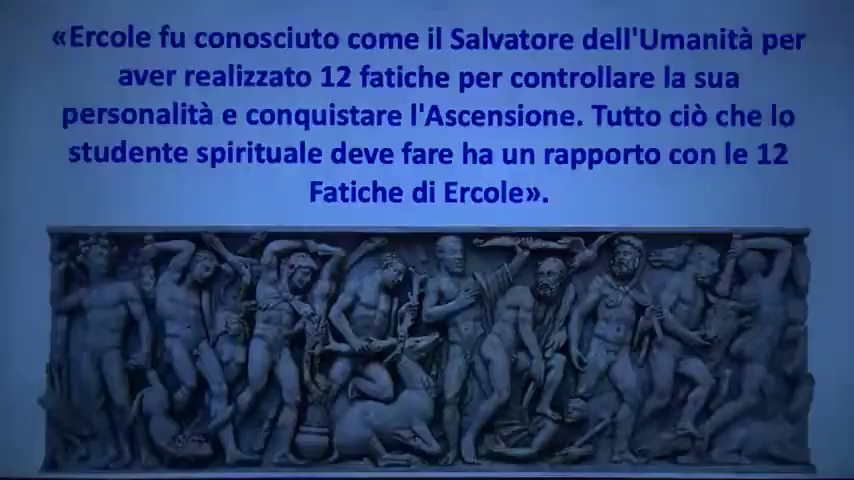 «Ercole fu conosciuto come il Salvatore dell'Umanità per
aver realizzato 12 fatiche per controllare la sua
personalità e conquistare l'Ascensione. Tutto ciò che lo
studente spirituale deve fare ha un rapporto con le 12
Fatiche di Ercole».